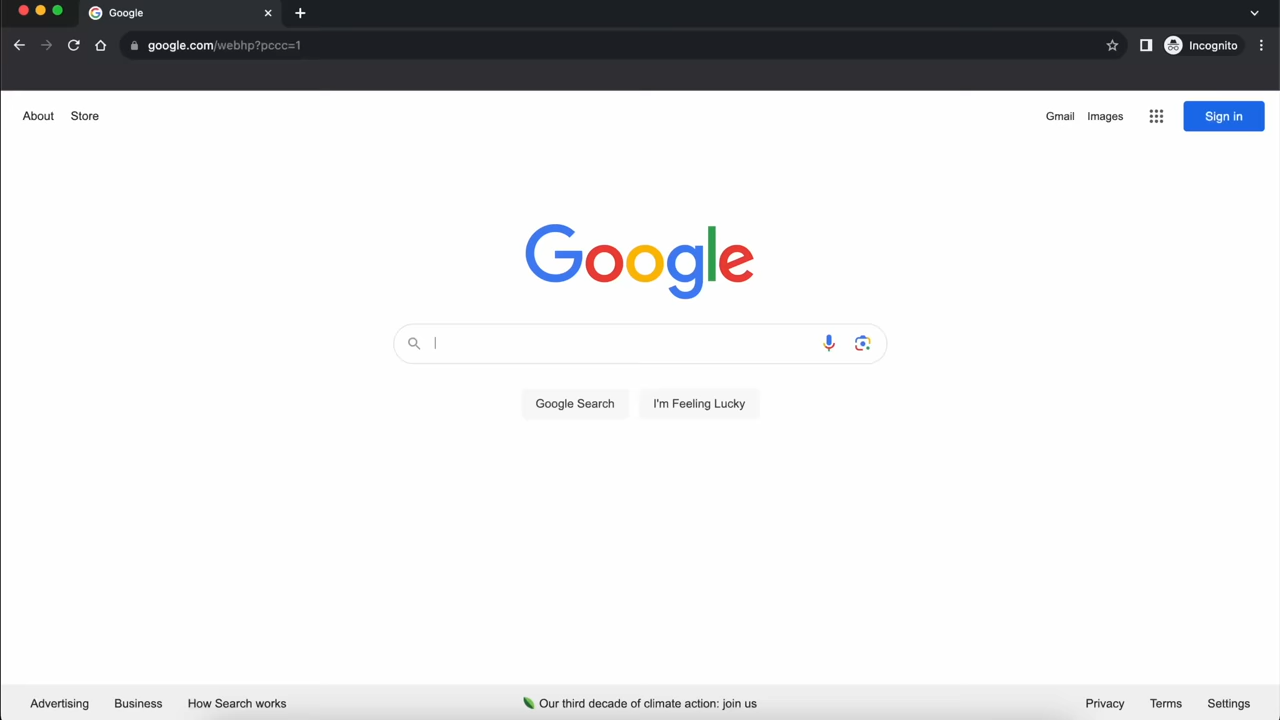 Google
google.com/webhp?pccc=1
Incognito
About Store
Gmail Images
Sign in
Google
Google Search I'm Feeling Lucky
Advertising Business How Search works
Our third decade of climate action: join us
Privacy Terms Settings